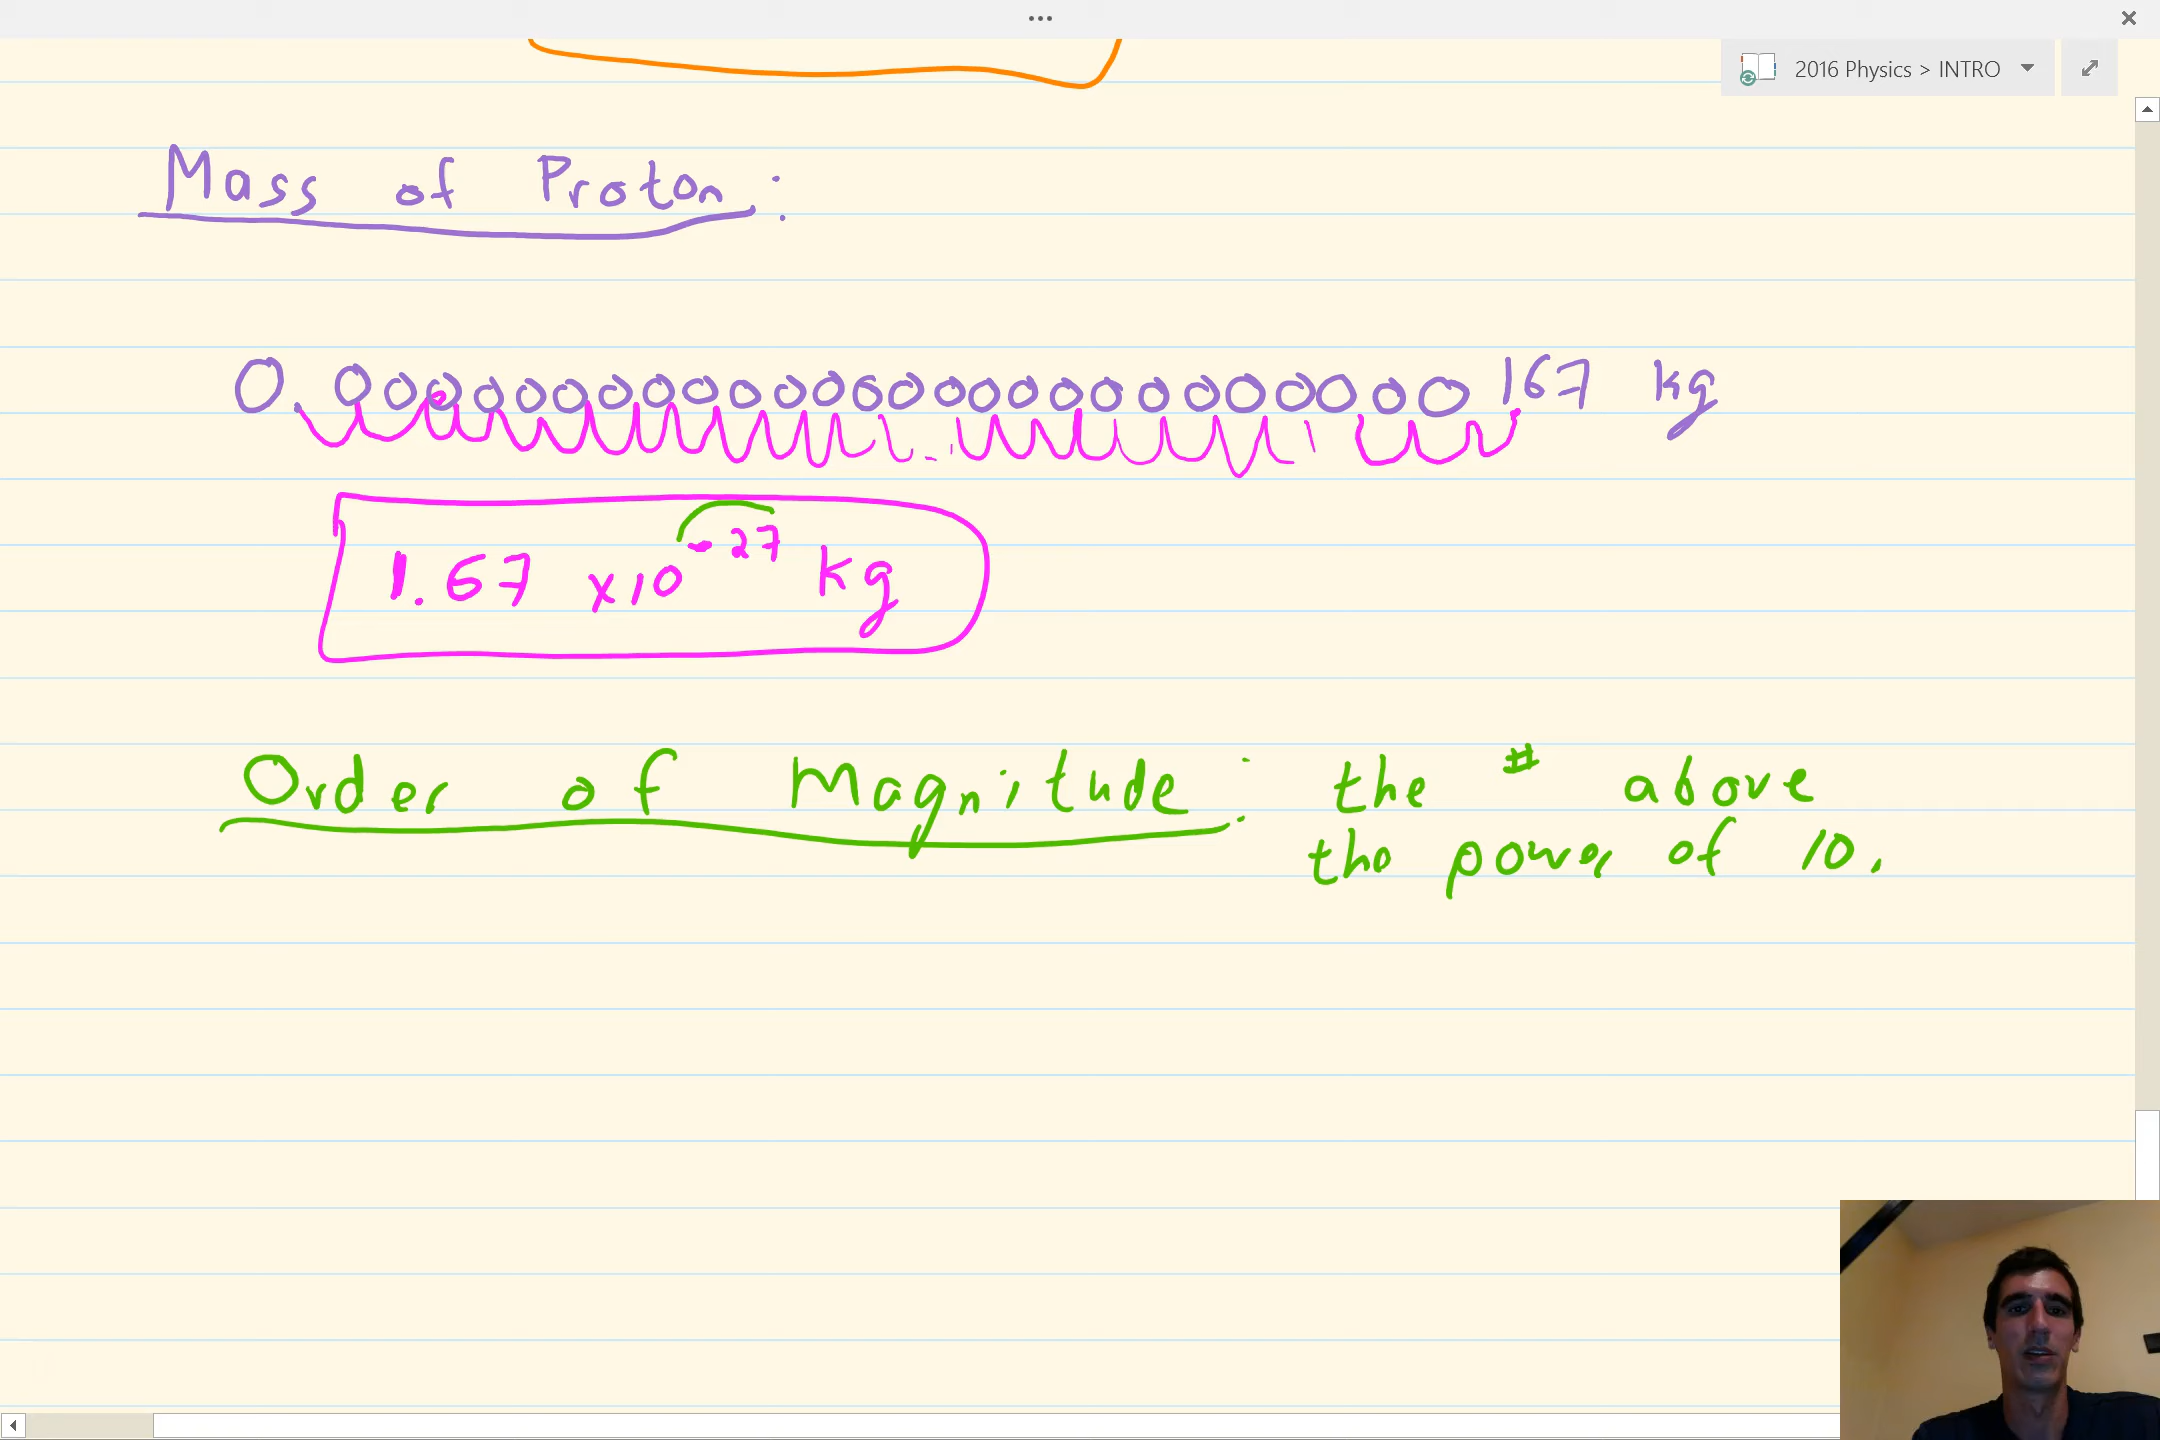 2016 Physics > INTRO
Mass of Proton:
0.00000000000000000000000000167 kg
1.67 x10⁻²⁷ kg
Order of Magnitude: the # above
the power of 10.